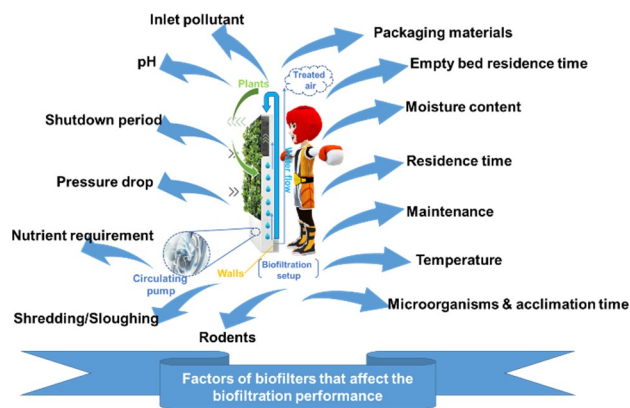 Inlet pollutant
Packaging materials
pH
Empty bed residence time
Treated
air
Plants
Moisture content
Shutdown period
Water flow
Residence time
Pressure drop
Maintenance
Nutrient requirement
Temperature
Biofiltration
setup
Walls
Circulating
pump
Microorganisms & acclimation time
Shredding/Sloughing
Rodents
Factors of biofilters that affect the
biofiltration performance